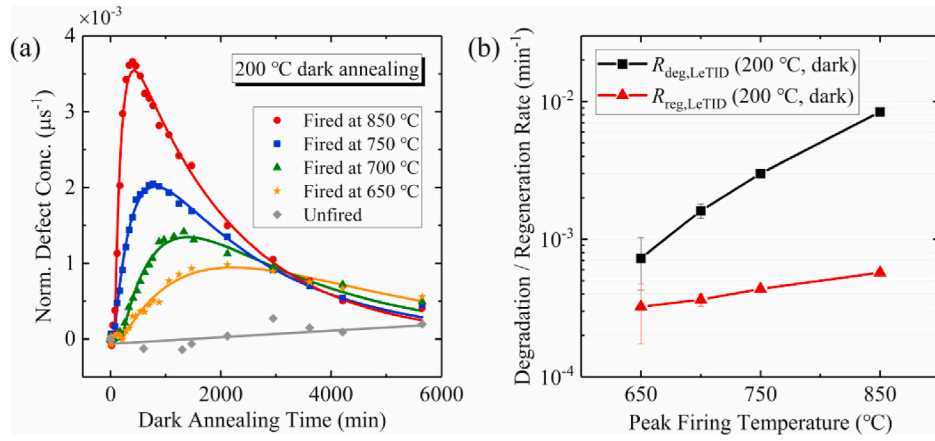 (a)
×10⁻³
4
3
2
1
0
Norm. Defect Conc. (μs⁻¹)
200 ℃ dark annealing
Fired at 850 ℃
Fired at 750 ℃
Fired at 700 ℃
Fired at 650 ℃
Unfired
0
2000
4000
6000
Dark Annealing Time (min)
(b)
Degradation / Regeneration Rate (min⁻¹)
10⁻²
10⁻³
10⁻⁴
R_deg,LeTID (200 ℃, dark)
R_reg,LeTID (200 ℃, dark)
650
750
850
Peak Firing Temperature (℃)